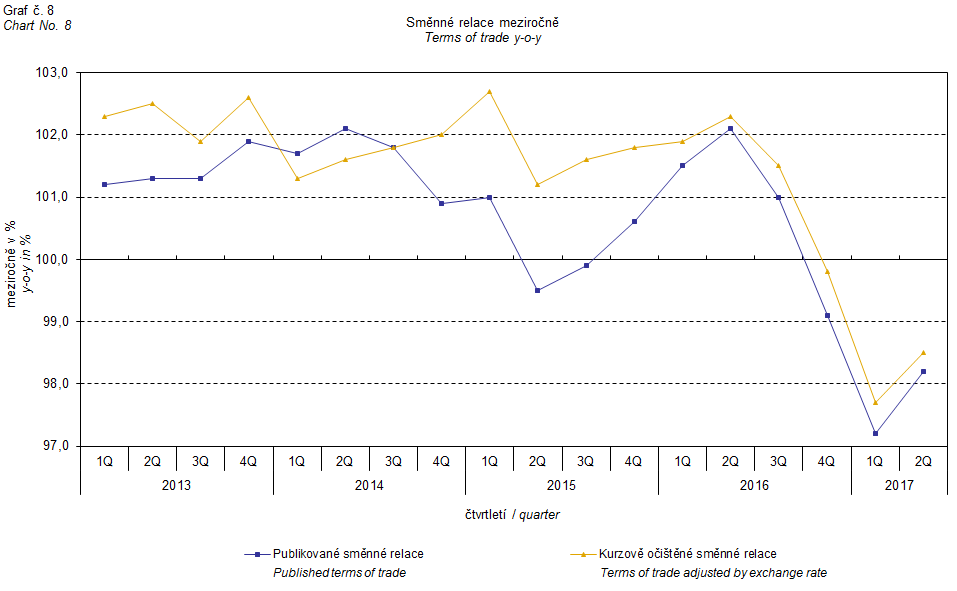 Graf č. 8
Chart No. 8
Směnné relace meziročně
Terms of trade y-o-y
meziročně v %
y-o-y in %
103,0
102,0
101,0
100,0
99,0
98,0
97,0
1Q 2Q 3Q 4Q 1Q 2Q 3Q 4Q 1Q 2Q 3Q 4Q 1Q 2Q 3Q 4Q 1Q 2Q
2013 2014 2015 2016 2017
čtvrtletí / quarter
Publikované směnné relace Kurzově očištěné směnné relace
Published terms of trade Terms of trade adjusted by exchange rate